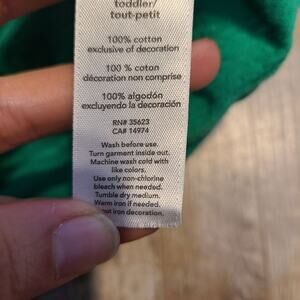 toddler/
tout-petit
100% cotton
exclusive of decoration
100 % coton
décoration non comprise
100% algodón
excluyendo la decoración
RN# 35623
CA# 14974
Wash before use.
Turn garment inside out.
Machine wash cold with
like colors.
Use only non-chlorine
bleach when needed.
Tumble dry medium.
Warm iron if needed.
iron decoration.